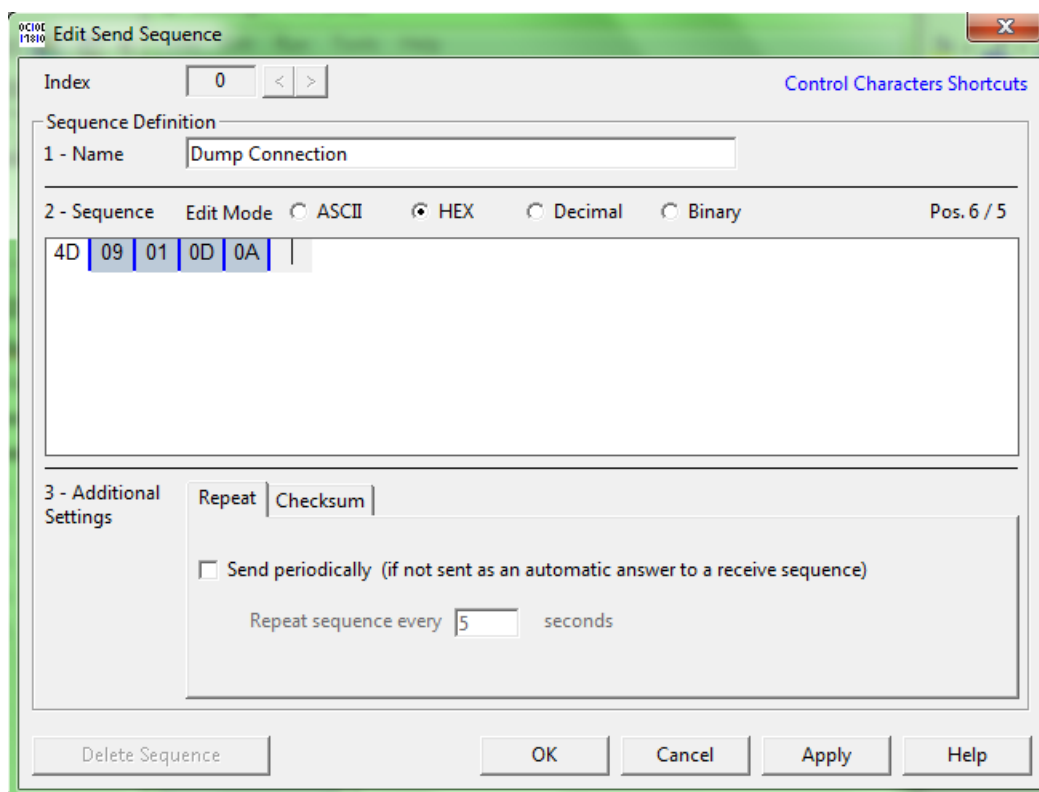 Edit Send Sequence
Index 0 < > Control Characters Shortcuts
Sequence Definition
1 - Name Dump Connection
2 - Sequence Edit Mode ASCII HEX Decimal Binary Pos. 6 / 5
4D 09 01 0D 0A
3 - Additional Settings
Repeat Checksum
Send periodically (if not sent as an automatic answer to a receive sequence)
Repeat sequence every 5 seconds
Delete Sequence OK Cancel Apply Help